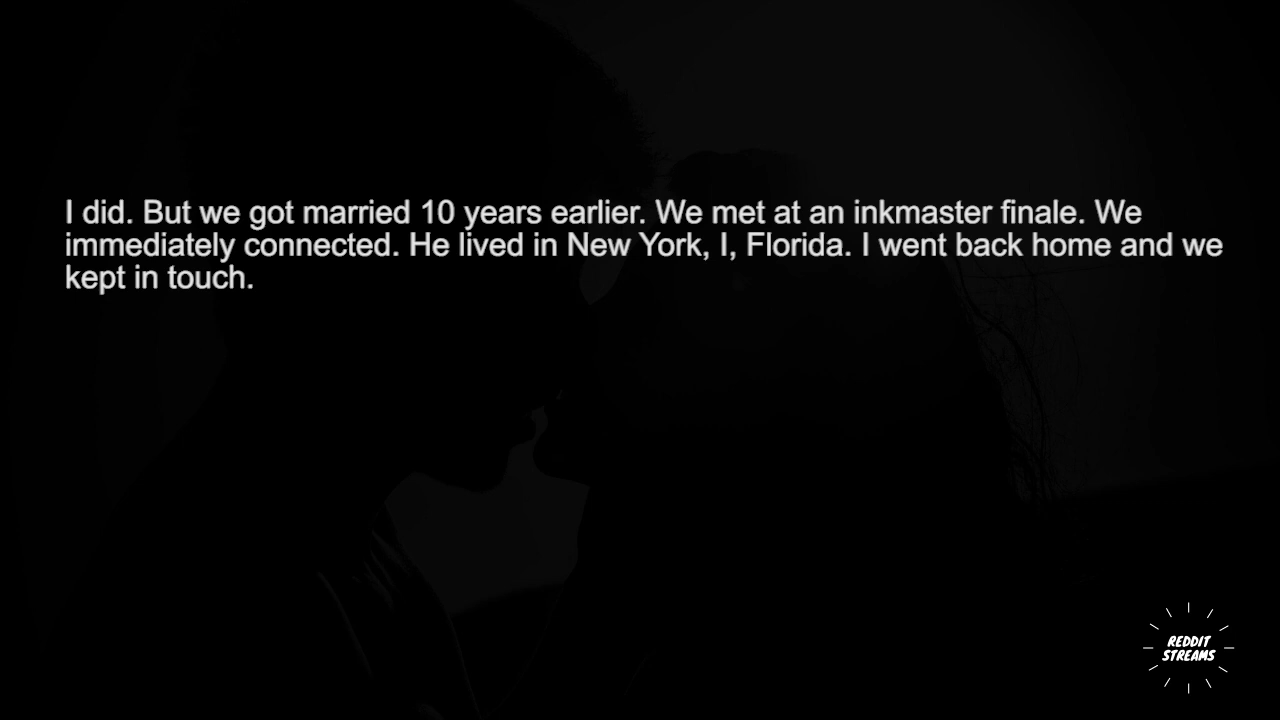 I did. But we got married 10 years earlier. We met at an inkmaster finale. We
immediately connected. He lived in New York, I, Florida. I went back home and we
kept in touch.
REDDIT
STREAMS